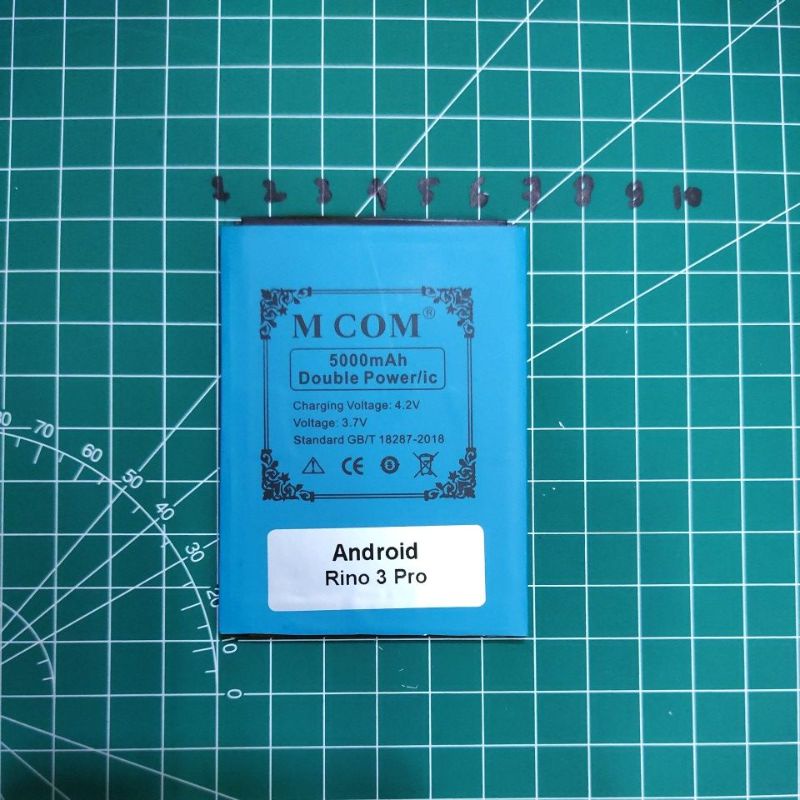 1 2 3 4 5 6 7 8 9 10
M COM®
5000mAh
Double Power/ic
Charging Voltage: 4.2V
Voltage: 3.7V
Standard GB/T 18287-2018
CE
Android
Rino 3 Pro
70
60
50
40
30
20
10
0